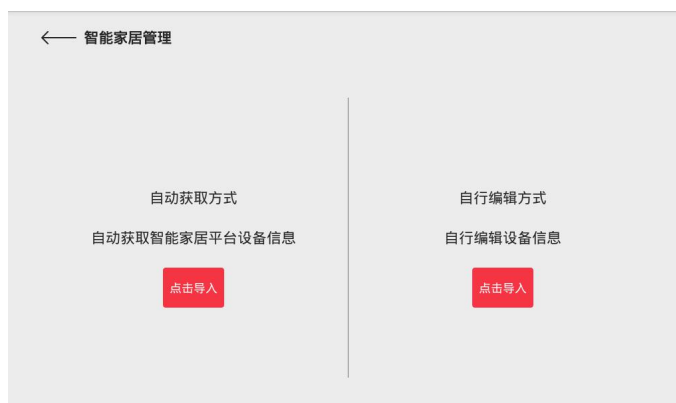 智能家居管理
自动获取方式
自动获取智能家居平台设备信息
点击导入
自行编辑方式
自行编辑设备信息
点击导入